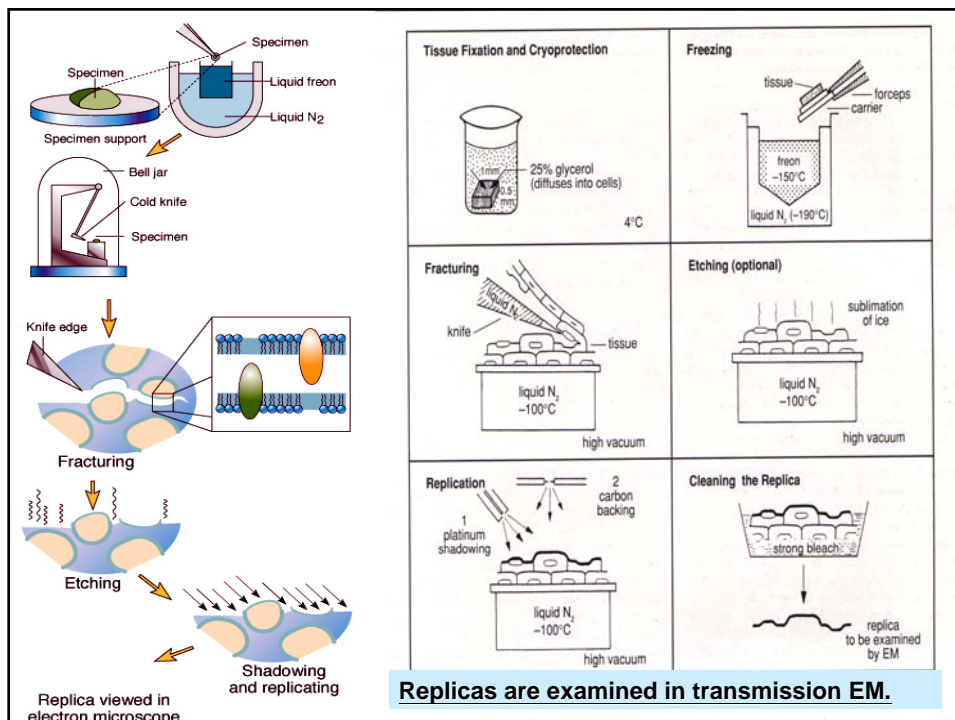 Specimen
Specimen
Liquid freon
Liquid N2
Specimen support
Bell jar
Cold knife
Specimen
Knife edge
Fracturing
Etching
Shadowing
and replicating
Replica viewed in
electron microscope
Tissue Fixation and Cryoprotection
1mm
0.5
mm
25% glycerol
(diffuses into cells)
4°C
Freezing
tissue
forceps
carrier
freon
–150°C
liquid N2 (–190°C)
Fracturing
liquid N2
knife
tissue
liquid N2
–100°C
high vacuum
Etching (optional)
sublimation
of ice
liquid N2
–100°C
high vacuum
Replication
1
platinum
shadowing
2
carbon
backing
liquid N2
–100°C
high vacuum
Cleaning the Replica
strong bleach
replica
to be examined
by EM
Replicas are examined in transmission EM.